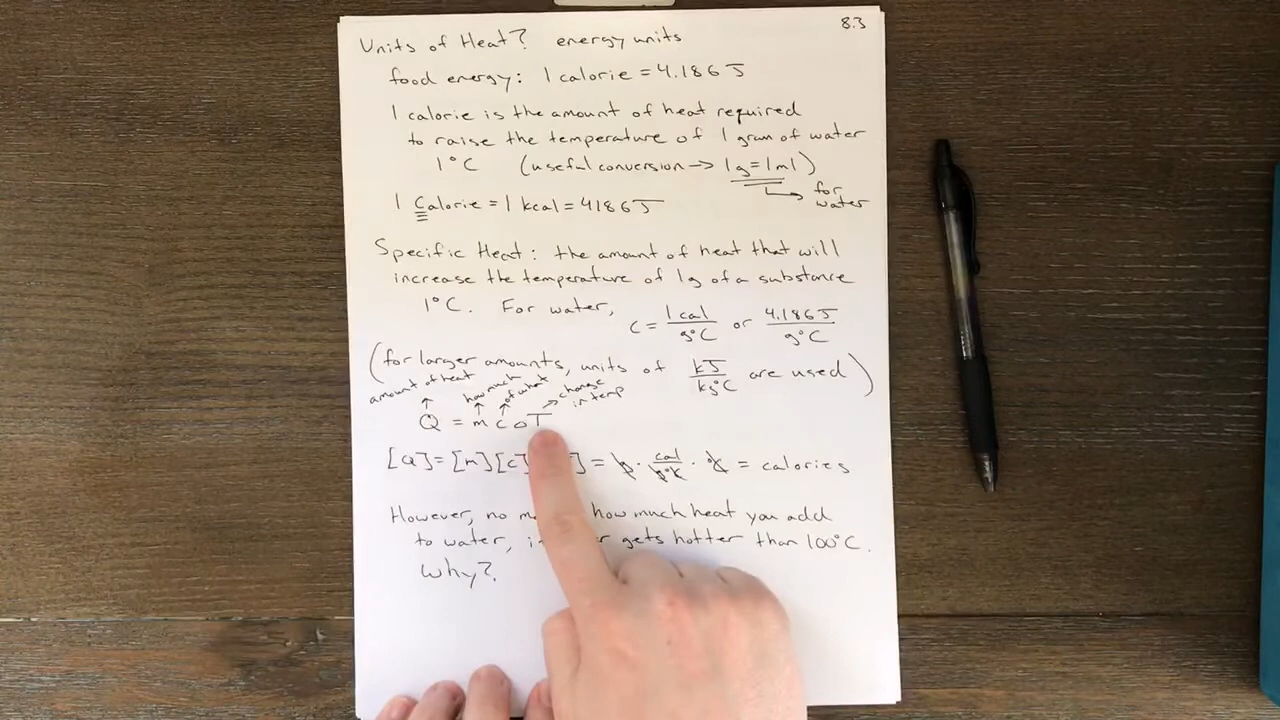 8.3
Units of Heat? energy units
food energy: 1 calorie = 4.186 J
1 calorie is the amount of heat required
to raise the temperature of 1 gram of water
1°C (useful conversion → 1g = 1ml)
for
water
1 Calorie = 1 kcal = 4186 J
Specific Heat: the amount of heat that will
increase the temperature of 1g of a substance
1°C. For water,
c = 1 cal / g°C or 4.186 J / g°C
(for larger amounts, units of kJ / kg°C are used)
amount of heat how much of what change in temp
Q = m c ΔT
[Q] = [m][c] ] = g · cal / g°C · °C = calories
However, no how much heat you add
to water, gets hotter than 100°C.
Why?